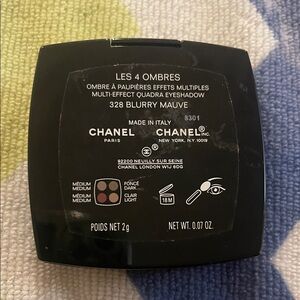 LES 4 OMBRES
OMBRE À PAUPIÈRES EFFETS MULTIPLES
MULTI-EFFECT QUADRA EYESHADOW
328 BLURRY MAUVE
MADE IN ITALY
8301
CHANEL CHANEL INC.
PARIS NEW YORK, N.Y. 10019
92200 NEUILLY SUR SEINE
CHANEL LONDON W1J 6DG
MEDIUM FONCÉ
MEDIUM DARK
MEDIUM CLAIR
MEDIUM LIGHT
18M
POIDS NET 2g NET WT. 0.07 OZ.